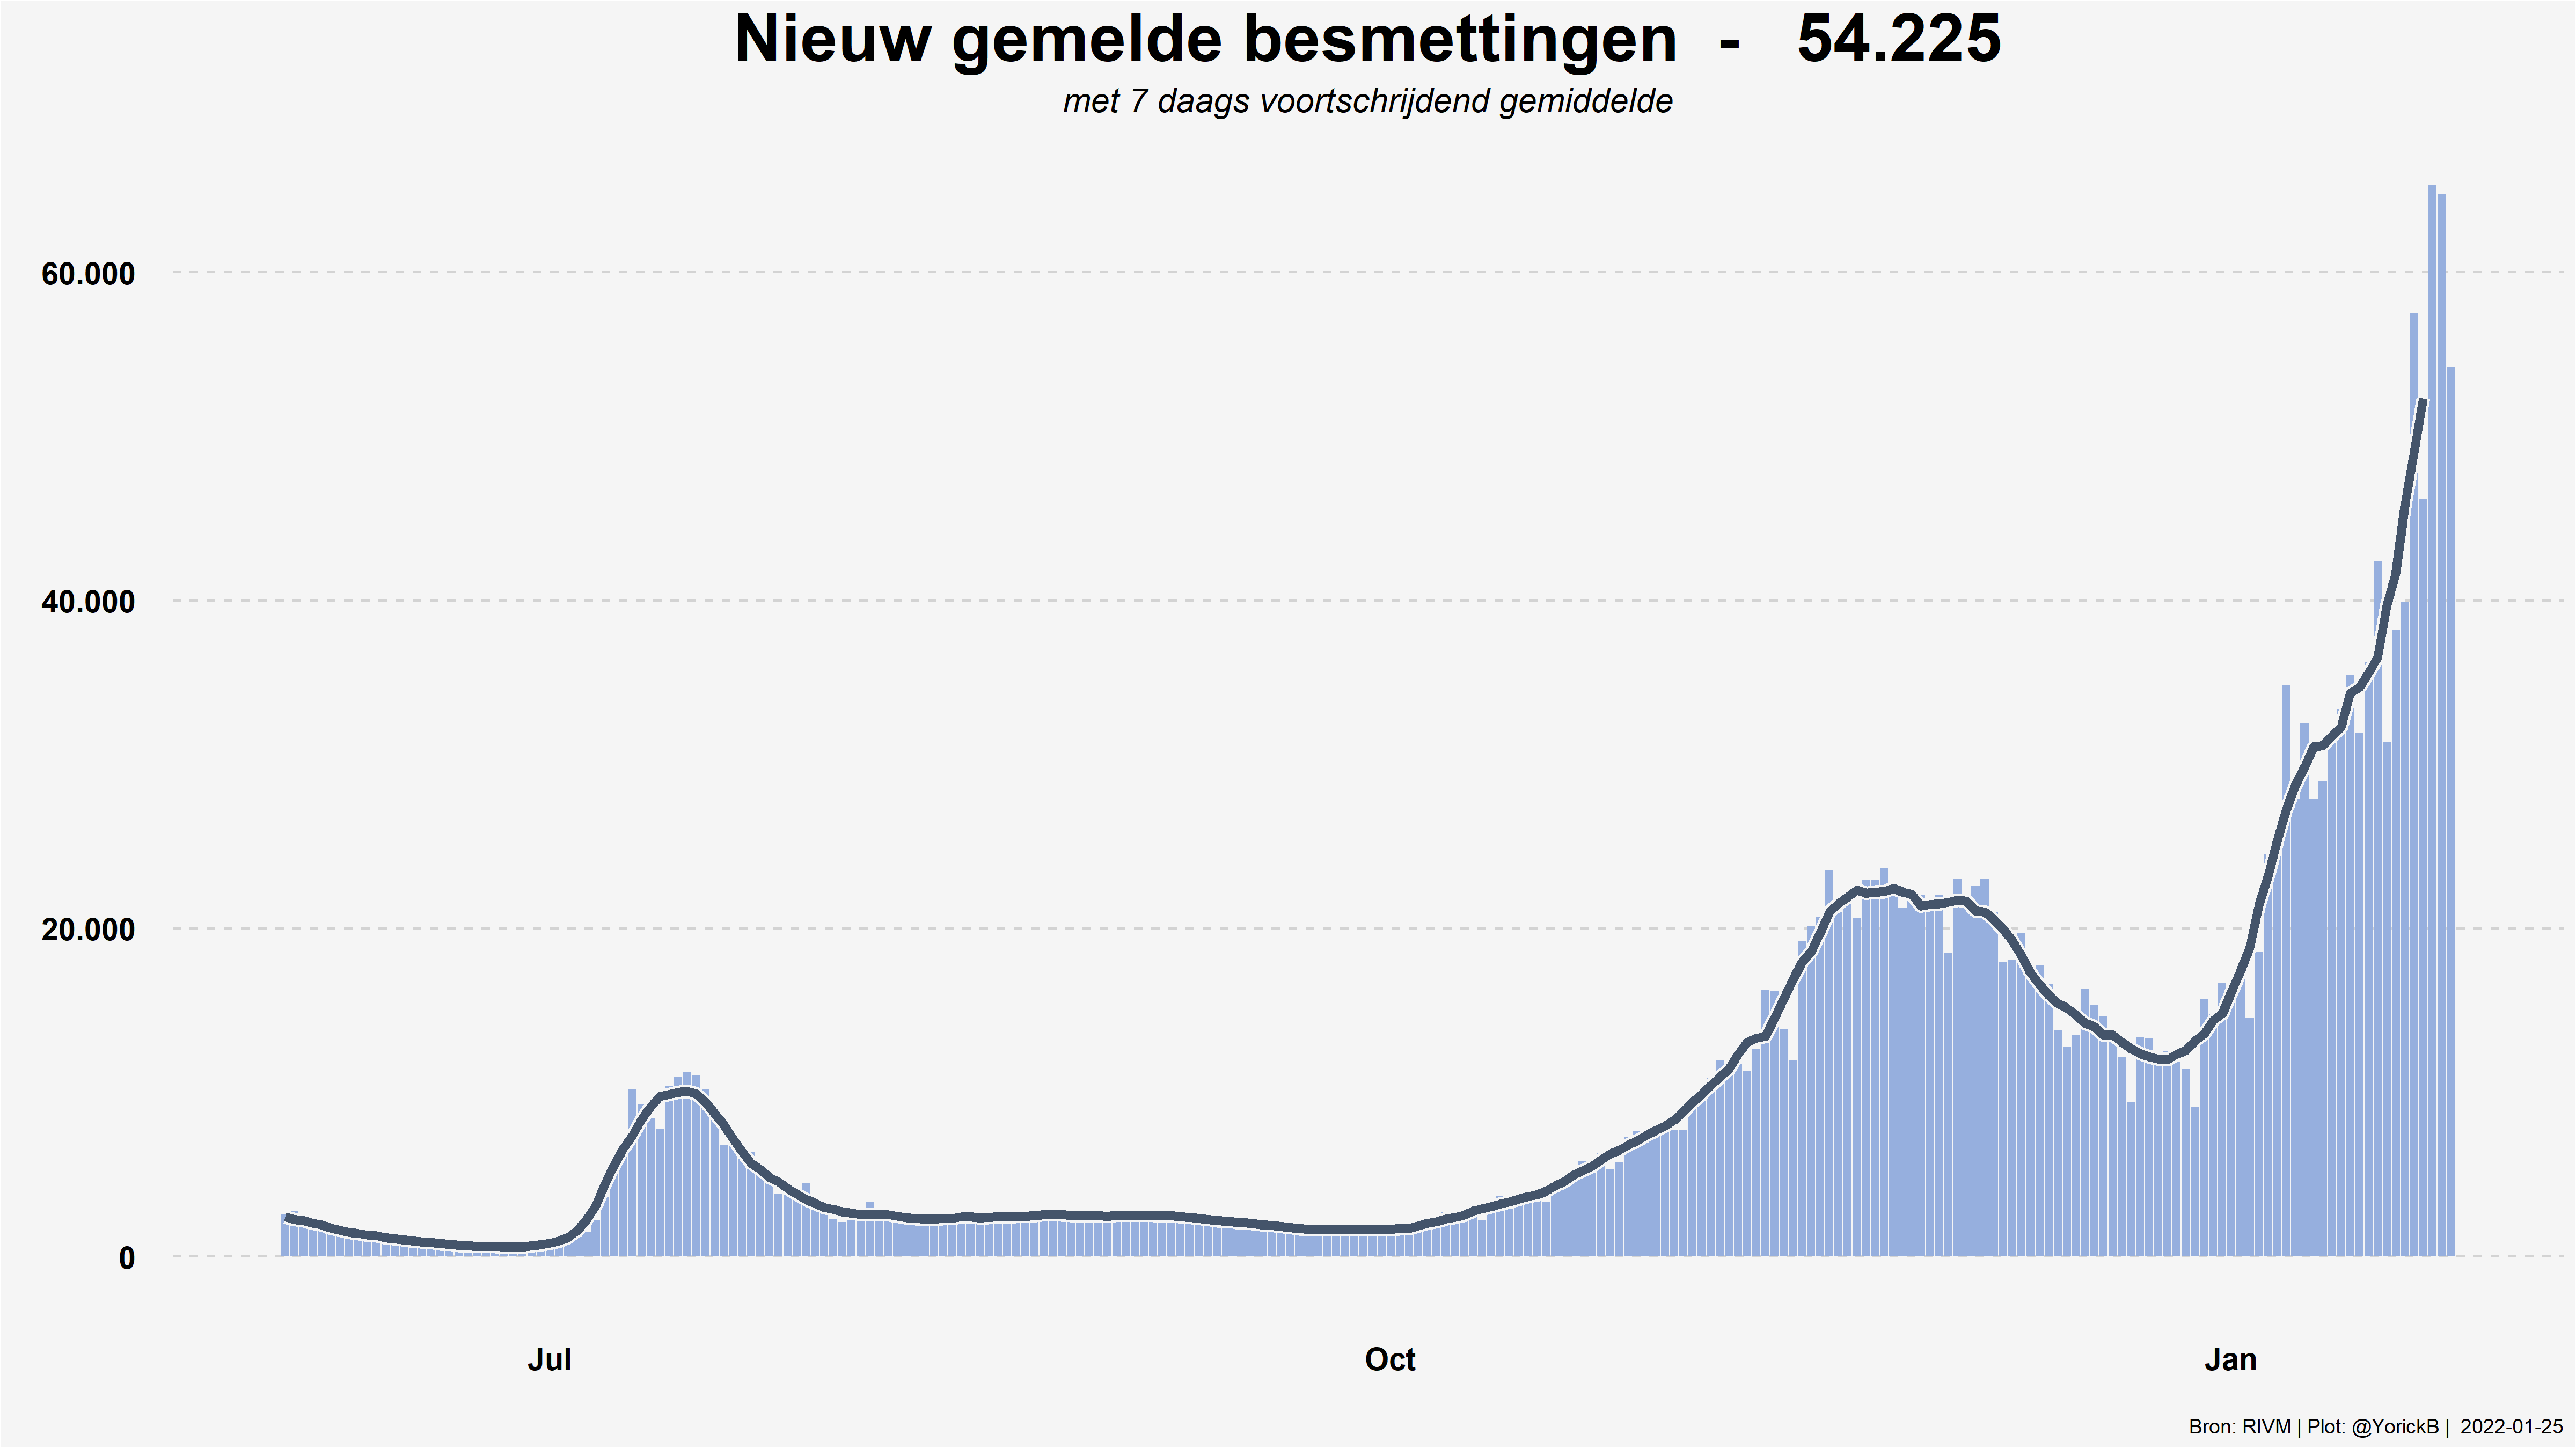 Nieuw gemelde besmettingen - 54.225
met 7 daags voortschrijdend gemiddelde
60.000
40.000
20.000
0
Jul Oct Jan
Bron: RIVM | Plot: @YorickB | 2022-01-25